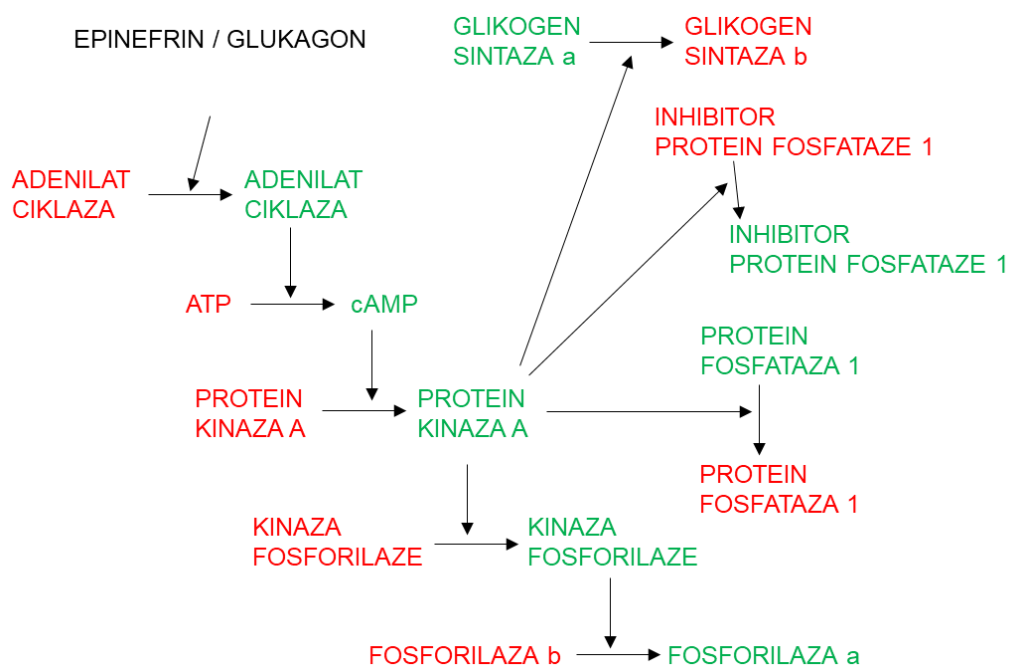 EPINEFRIN / GLUKAGON
GLIKOGEN
SINTAZA a
GLIKOGEN
SINTAZA b
INHIBITOR
PROTEIN FOSFATAZE 1
ADENILAT
CIKLAZA
ADENILAT
CIKLAZA
INHIBITOR
PROTEIN FOSFATAZE 1
ATP
cAMP
PROTEIN
FOSFATAZA 1
PROTEIN
KINAZA A
PROTEIN
KINAZA A
PROTEIN
FOSFATAZA 1
KINAZA
FOSFORILAZE
KINAZA
FOSFORILAZE
FOSFORILAZA b
FOSFORILAZA a